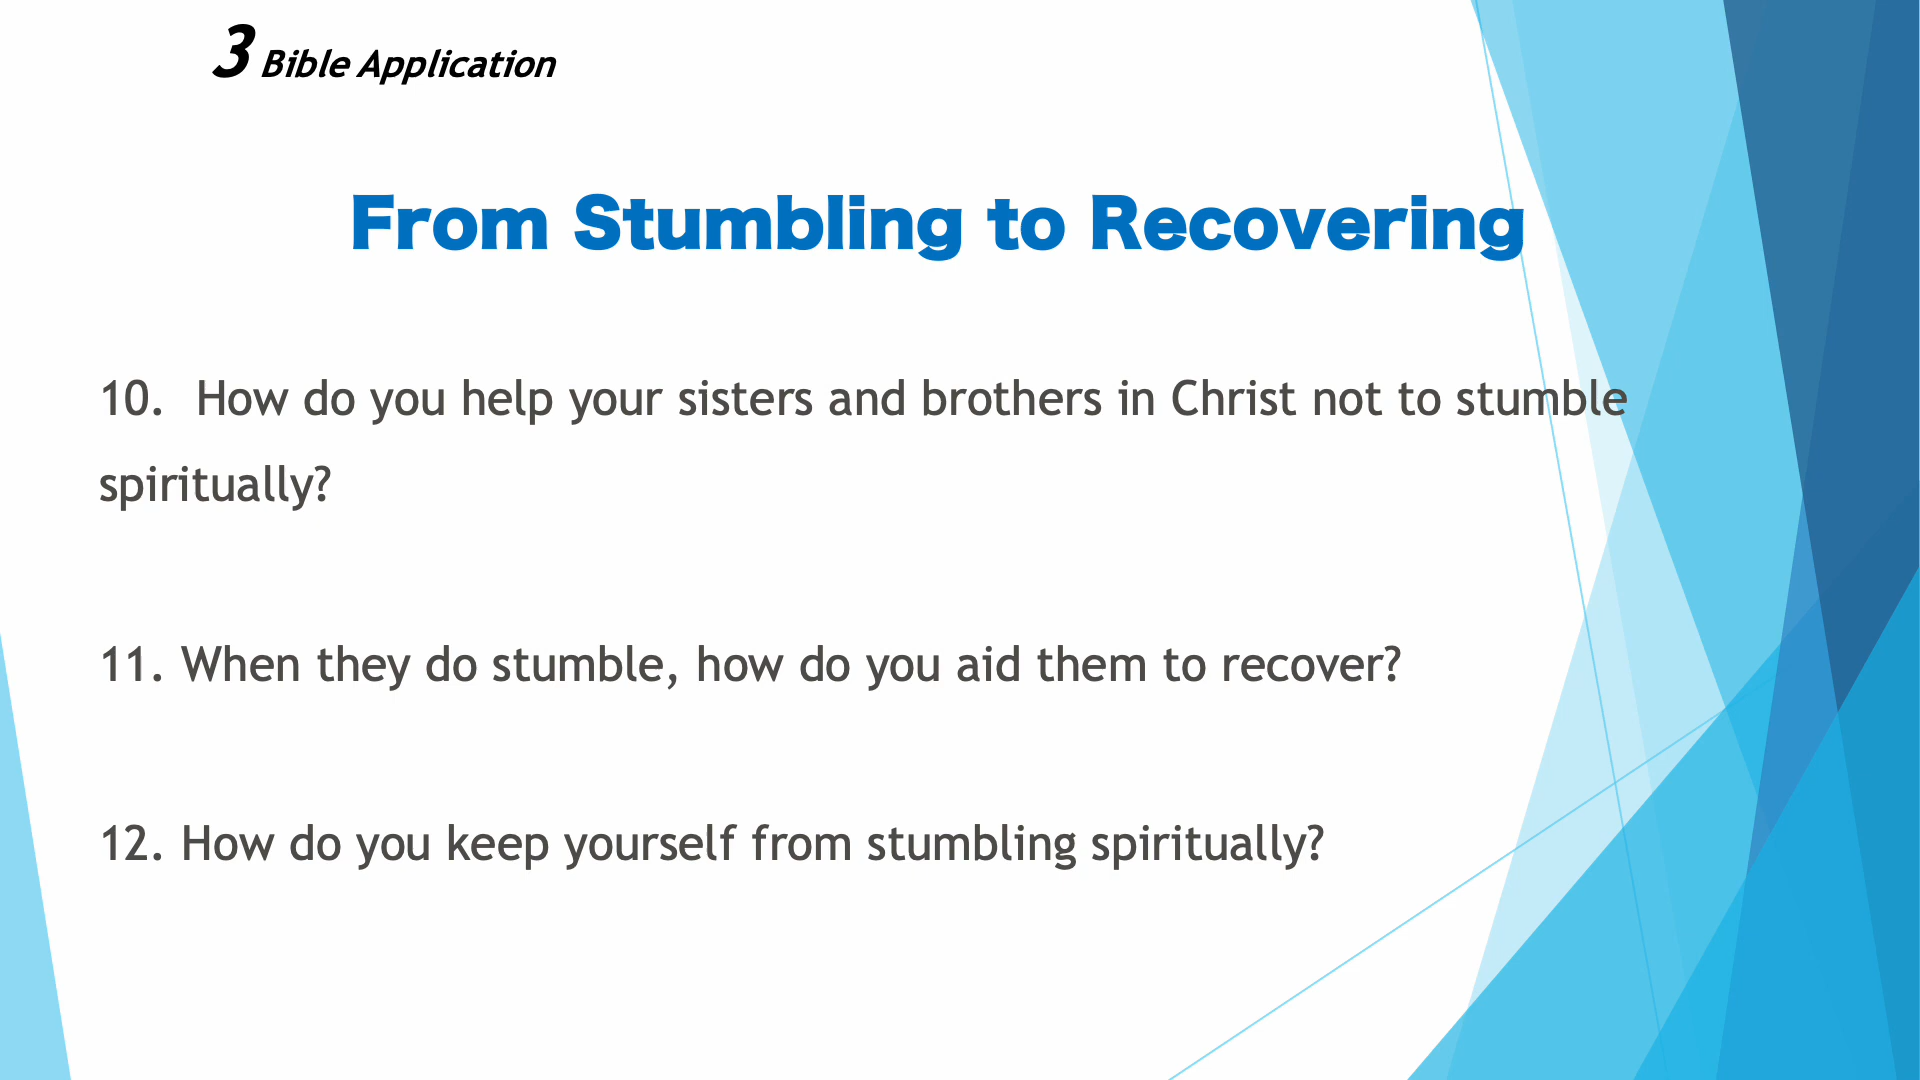 3 Bible Application
From Stumbling to Recovering
10. How do you help your sisters and brothers in Christ not to stumble
spiritually?
11. When they do stumble, how do you aid them to recover?
12. How do you keep yourself from stumbling spiritually?